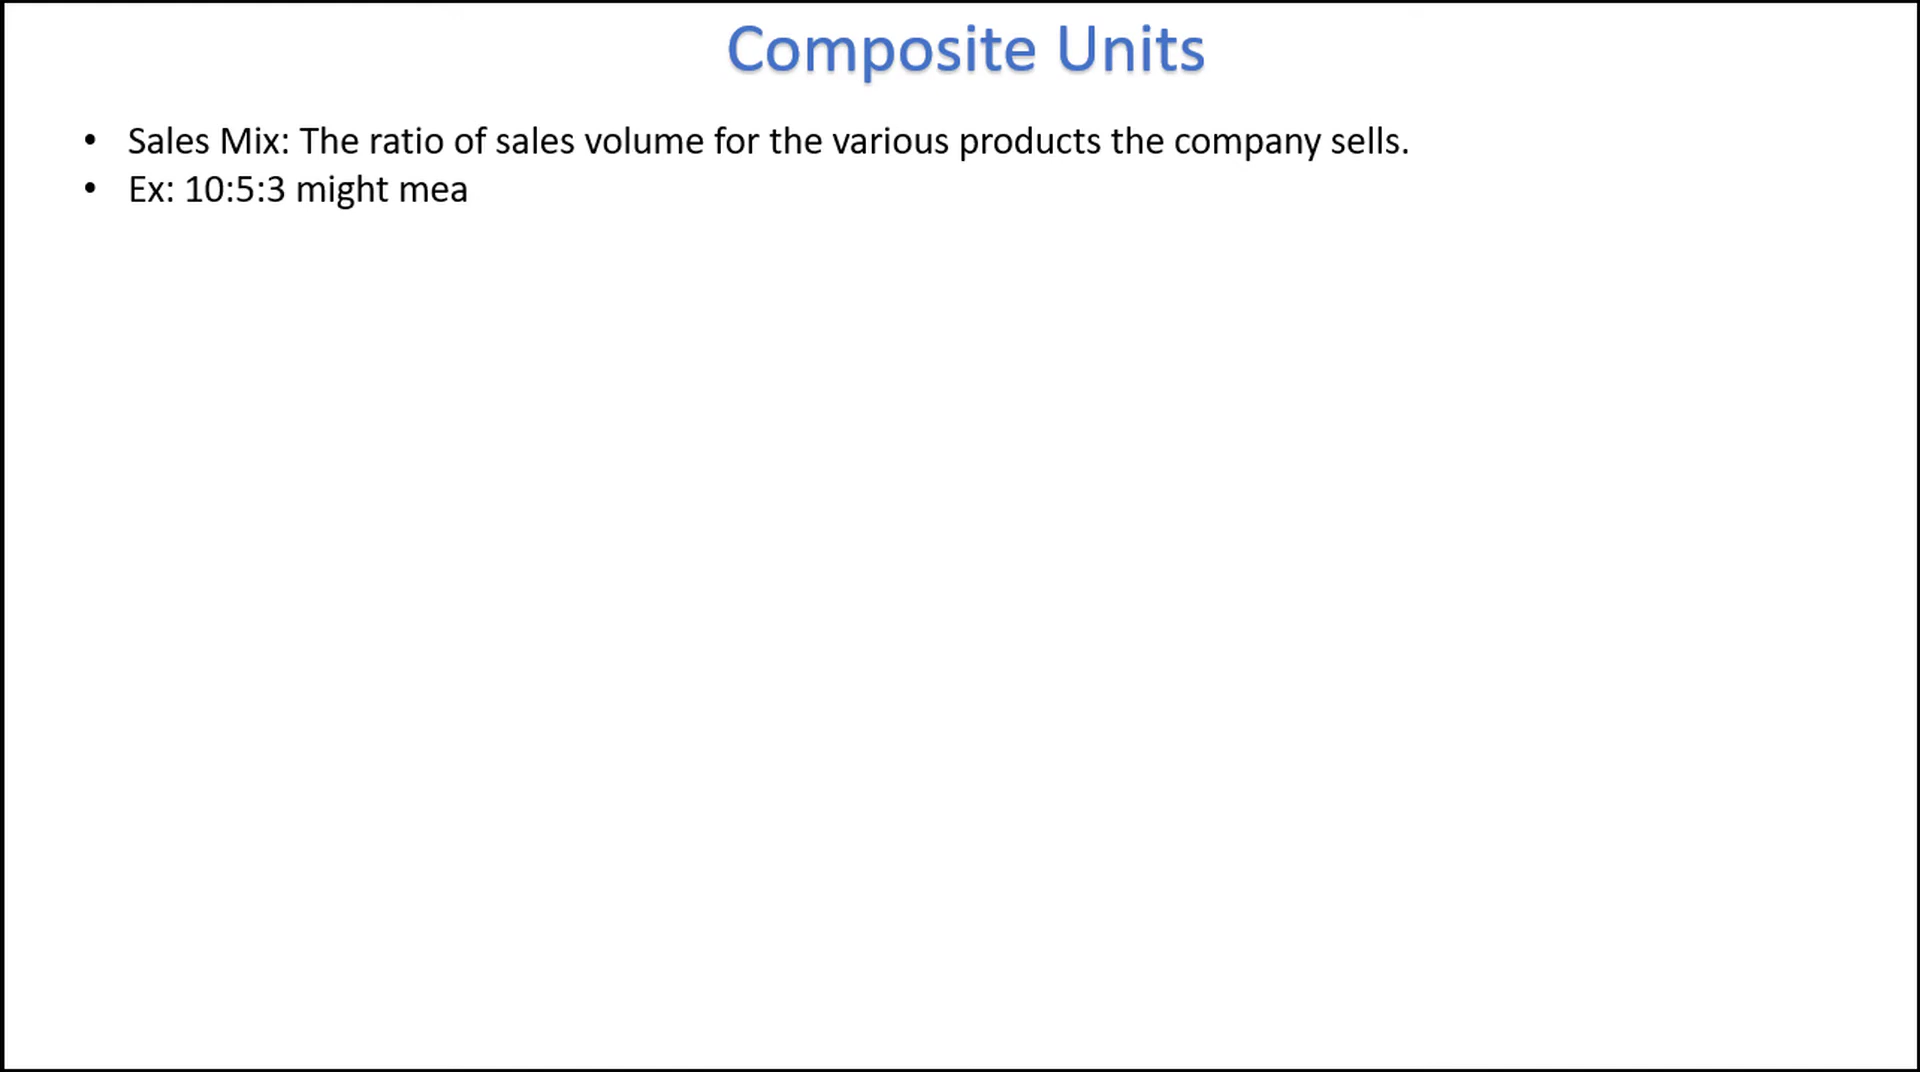 Composite Units
• Sales Mix: The ratio of sales volume for the various products the company sells.
• Ex: 10:5:3 might mea